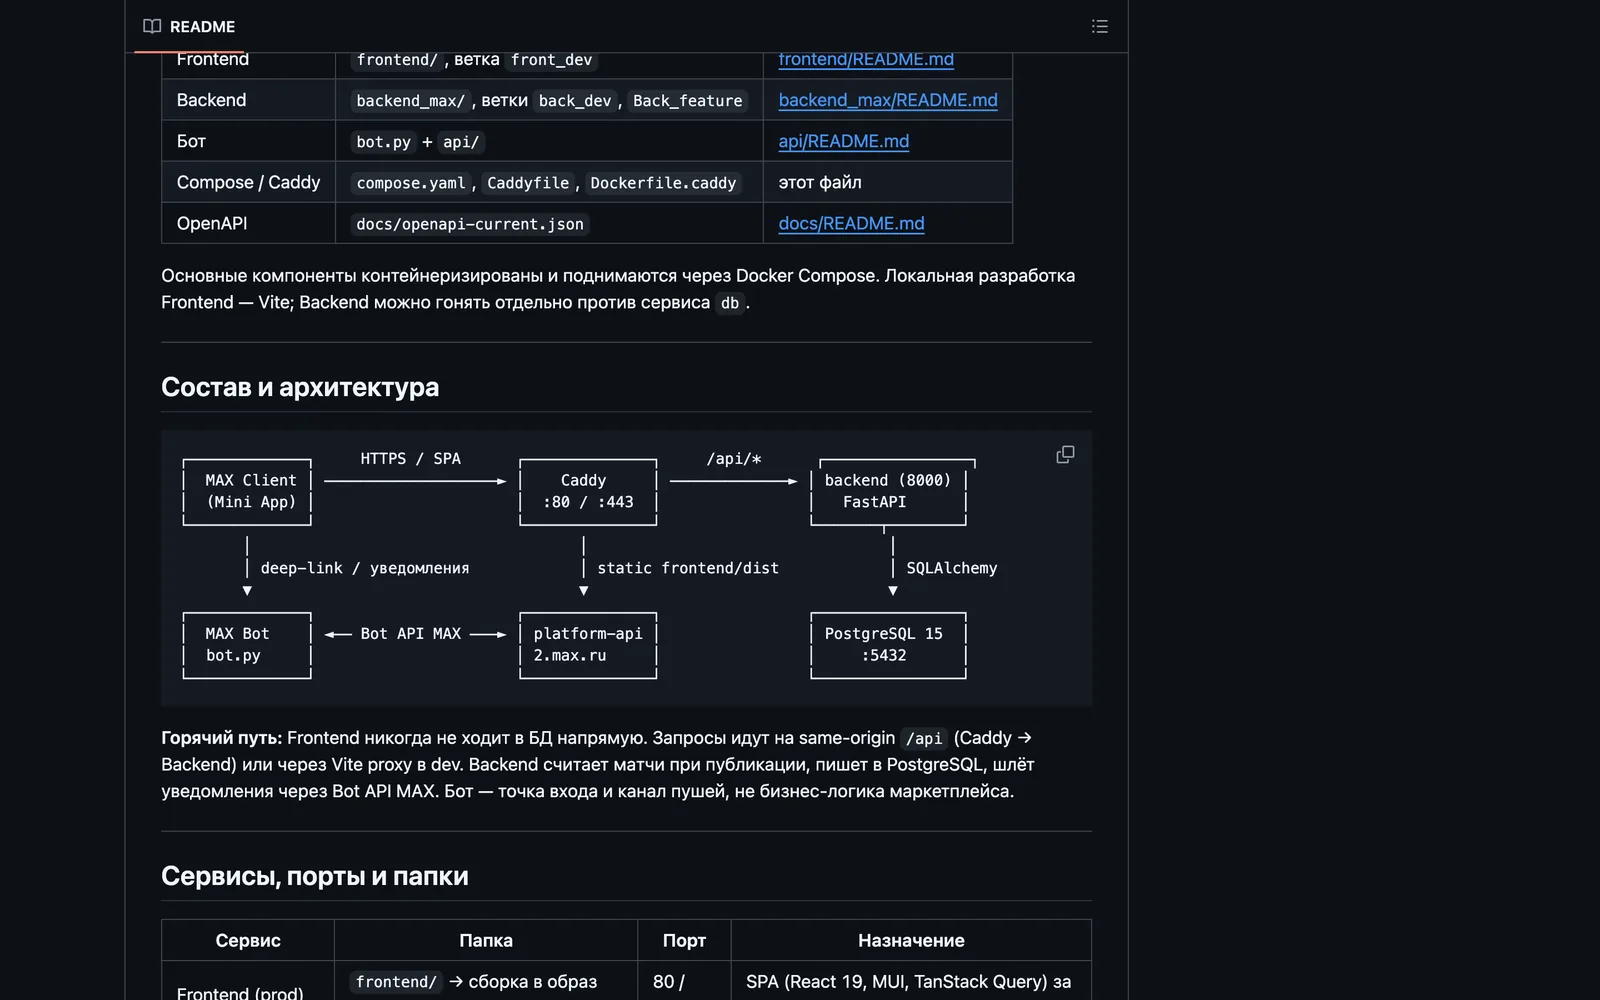 README
Frontend frontend/ , ветка front_dev frontend/README.md
Backend backend_max/ , ветки back_dev , Back_feature backend_max/README.md
Бот bot.py + api/ api/README.md
Compose / Caddy compose.yaml , Caddyfile , Dockerfile.caddy этот файл
OpenAPI docs/openapi-current.json docs/README.md
Основные компоненты контейнеризированы и поднимаются через Docker Compose. Локальная разработка
Frontend — Vite; Backend можно гонять отдельно против сервиса db .
Состав и архитектура
HTTPS / SPA /api/*
MAX Client Caddy backend (8000)
(Mini App) :80 / :443 FastAPI
deep-link / уведомления static frontend/dist SQLAlchemy
MAX Bot Bot API MAX platform-api PostgreSQL 15
bot.py 2.max.ru :5432
Горячий путь: Frontend никогда не ходит в БД напрямую. Запросы идут на same-origin /api (Caddy →
Backend) или через Vite proxy в dev. Backend считает матчи при публикации, пишет в PostgreSQL, шлёт
уведомления через Bot API MAX. Бот — точка входа и канал пушей, не бизнес-логика маркетплейса.
Сервисы, порты и папки
Сервис Папка Порт Назначение
frontend/ → сборка в образ 80 / SPA (React 19, MUI, TanStack Query) за
Frontend (prod)